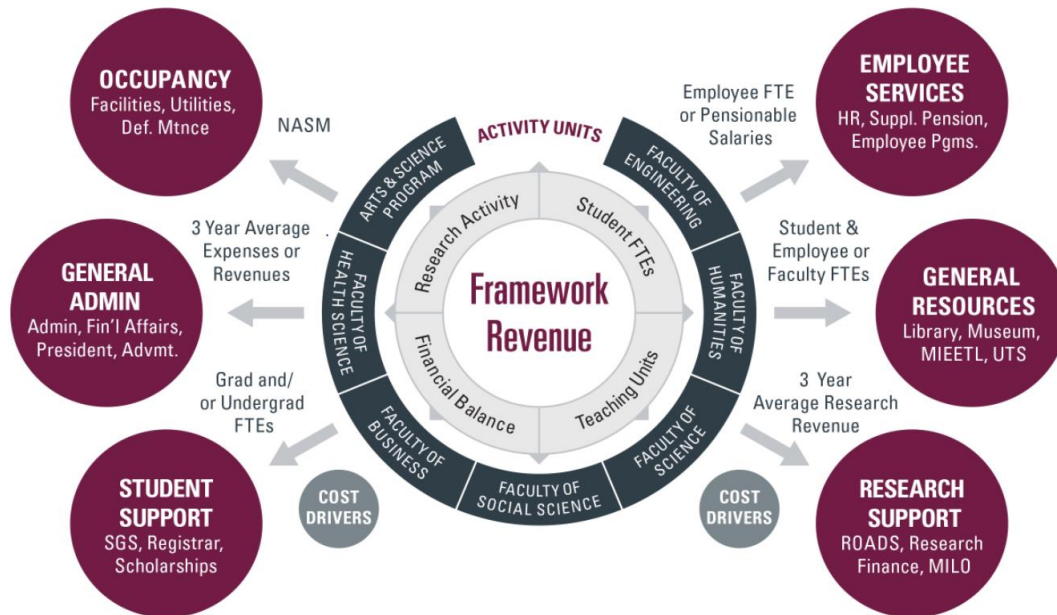 OCCUPANCY
Facilities, Utilities,
Def. Mtnce
NASM
GENERAL
ADMIN
Admin, Fin'l Affairs,
President, Advmt.
3 Year Average
Expenses or
Revenues
STUDENT
SUPPORT
SGS, Registrar,
Scholarships
Grad and/
or Undergrad
FTEs
COST
DRIVERS
ACTIVITY UNITS
ARTS & SCIENCE
PROGRAM
FACULTY OF
HEALTH SCIENCE
FACULTY OF
BUSINESS
FACULTY OF
SOCIAL SCIENCE
FACULTY OF
SCIENCE
FACULTY OF
HUMANITIES
FACULTY OF
ENGINEERING
Research Activity
Student FTEs
Financial Balance
Teaching Units
Framework
Revenue
Employee FTE
or Pensionable
Salaries
EMPLOYEE
SERVICES
HR, Suppl. Pension,
Employee Pgms.
Student &
Employee or
Faculty FTEs
GENERAL
RESOURCES
Library, Museum,
MIEETL, UTS
3 Year
Average Research
Revenue
COST
DRIVERS
RESEARCH
SUPPORT
ROADS, Research
Finance, MILO